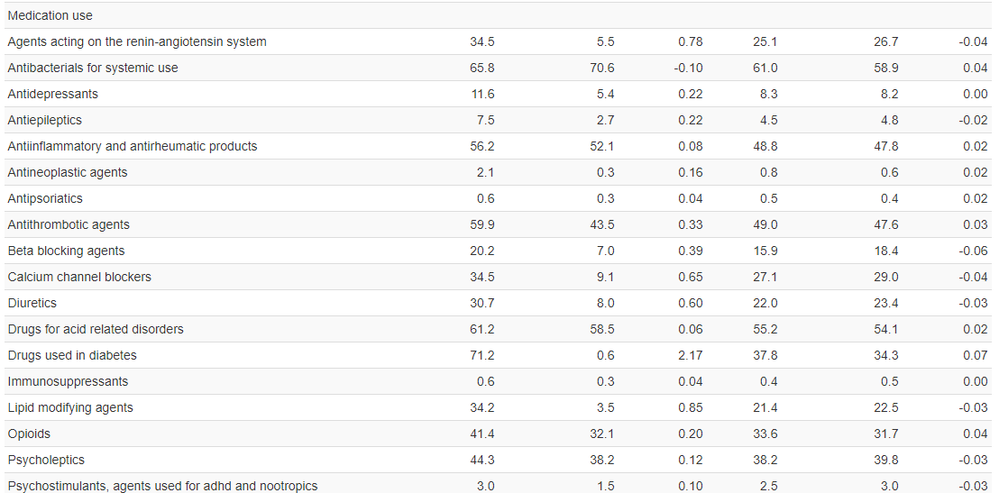 Medication use
Agents acting on the renin-angiotensin system 34.5 5.5 0.78 25.1 26.7 -0.04
Antibacterials for systemic use 65.8 70.6 -0.10 61.0 58.9 0.04
Antidepressants 11.6 5.4 0.22 8.3 8.2 0.00
Antiepileptics 7.5 2.7 0.22 4.5 4.8 -0.02
Antiinflammatory and antirheumatic products 56.2 52.1 0.08 48.8 47.8 0.02
Antineoplastic agents 2.1 0.3 0.16 0.8 0.6 0.02
Antipsoriatics 0.6 0.3 0.04 0.5 0.4 0.02
Antithrombotic agents 59.9 43.5 0.33 49.0 47.6 0.03
Beta blocking agents 20.2 7.0 0.39 15.9 18.4 -0.06
Calcium channel blockers 34.5 9.1 0.65 27.1 29.0 -0.04
Diuretics 30.7 8.0 0.60 22.0 23.4 -0.03
Drugs for acid related disorders 61.2 58.5 0.06 55.2 54.1 0.02
Drugs used in diabetes 71.2 0.6 2.17 37.8 34.3 0.07
Immunosuppressants 0.6 0.3 0.04 0.4 0.5 0.00
Lipid modifying agents 34.2 3.5 0.85 21.4 22.5 -0.03
Opioids 41.4 32.1 0.20 33.6 31.7 0.04
Psycholeptics 44.3 38.2 0.12 38.2 39.8 -0.03
Psychostimulants, agents used for adhd and nootropics 3.0 1.5 0.10 2.5 3.0 -0.03